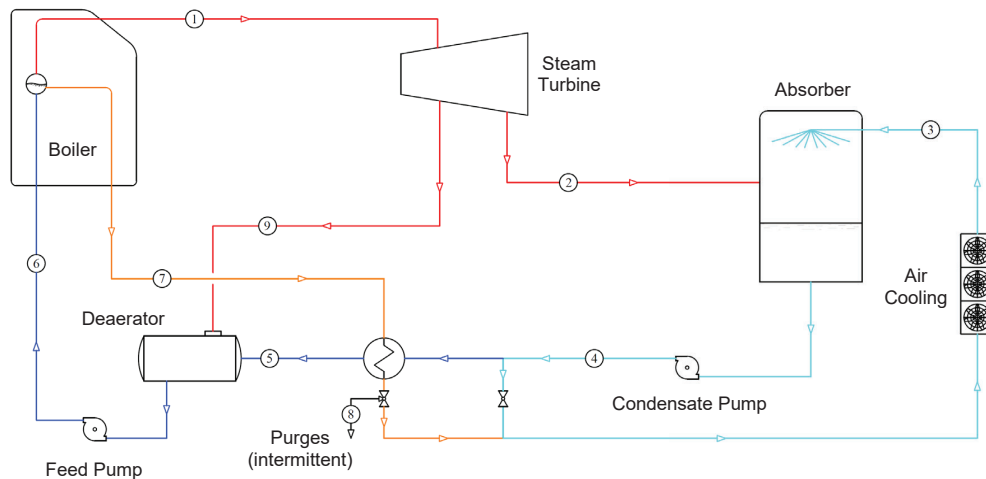 1
Steam
Turbine
Absorber
3
Boiler
2
9
6
7
Air
Cooling
Deaerator
5
4
Condensate Pump
8
Purges
(intermittent)
Feed Pump